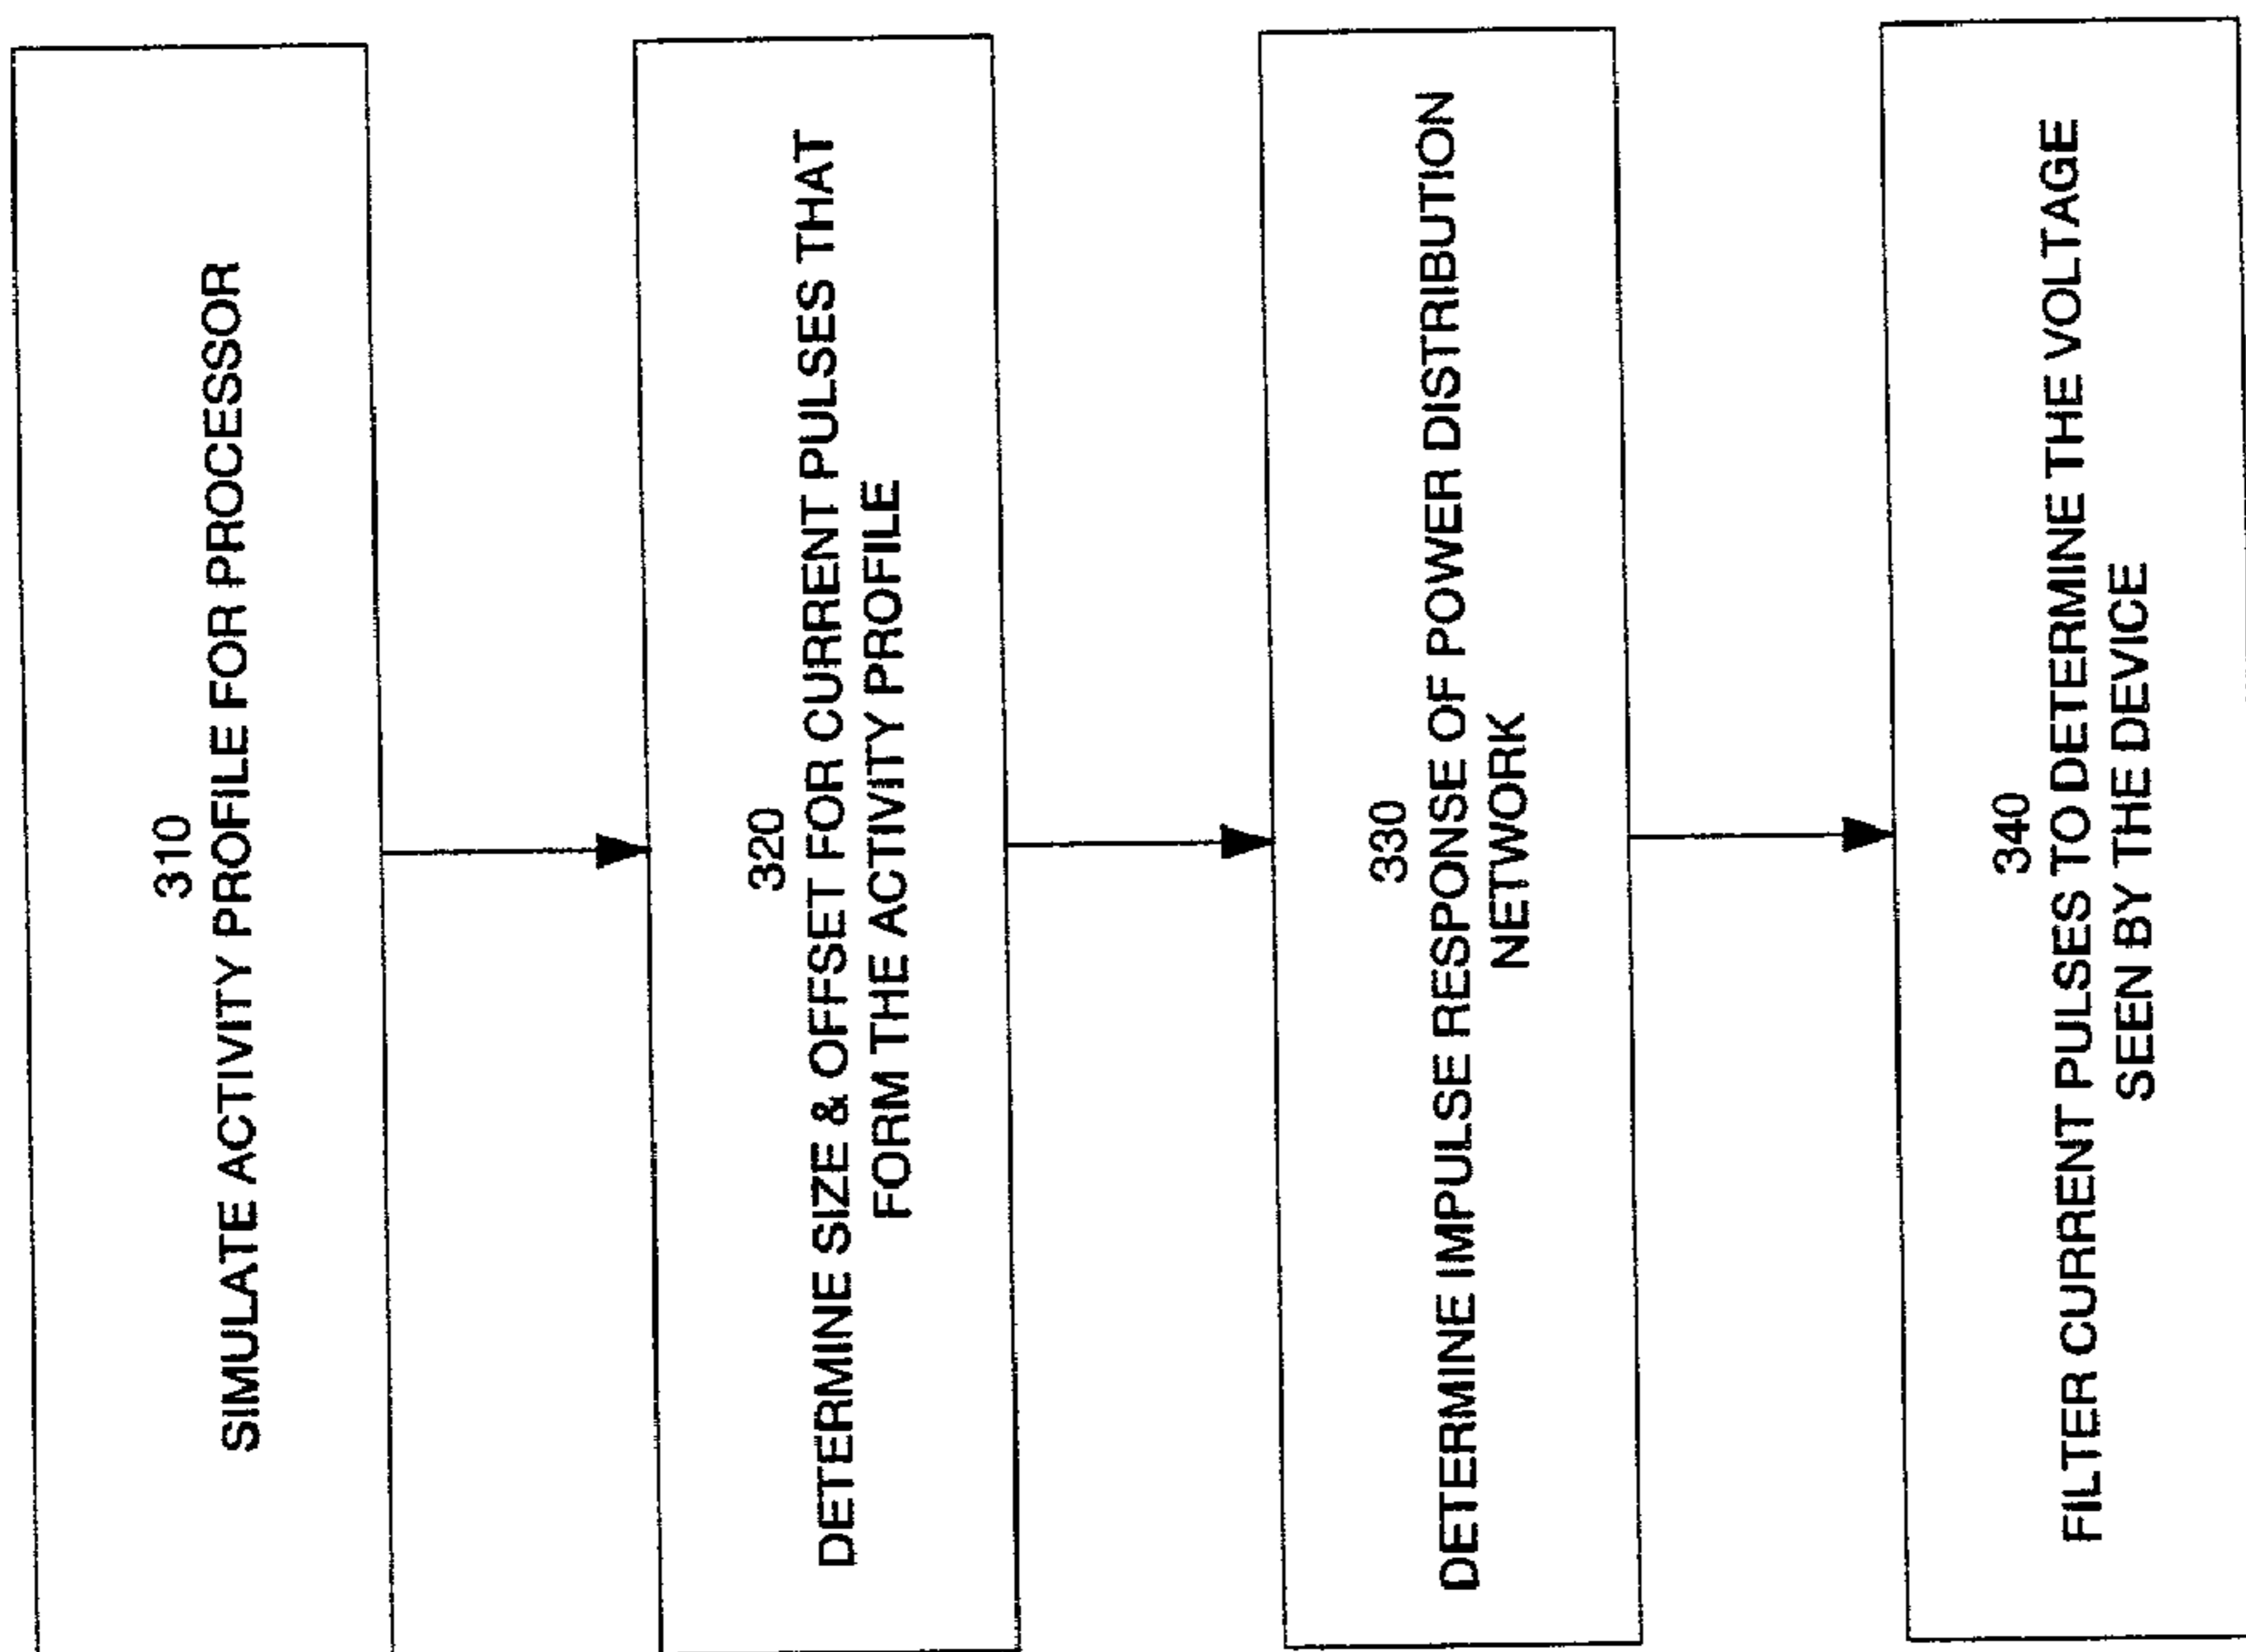 310
SIMULATE ACTIVITY PROFILE FOR PROCESSOR
320
DETERMINE SIZE & OFFSET FOR CURRENT PULSES THAT
FORM THE ACTIVITY PROFILE
330
DETERMINE IMPULSE RESPONSE OF POWER DISTRIBUTION
NETWORK
340
FILTER CURRENT PULSES TO DETERMINE THE VOLTAGE
SEEN BY THE DEVICE